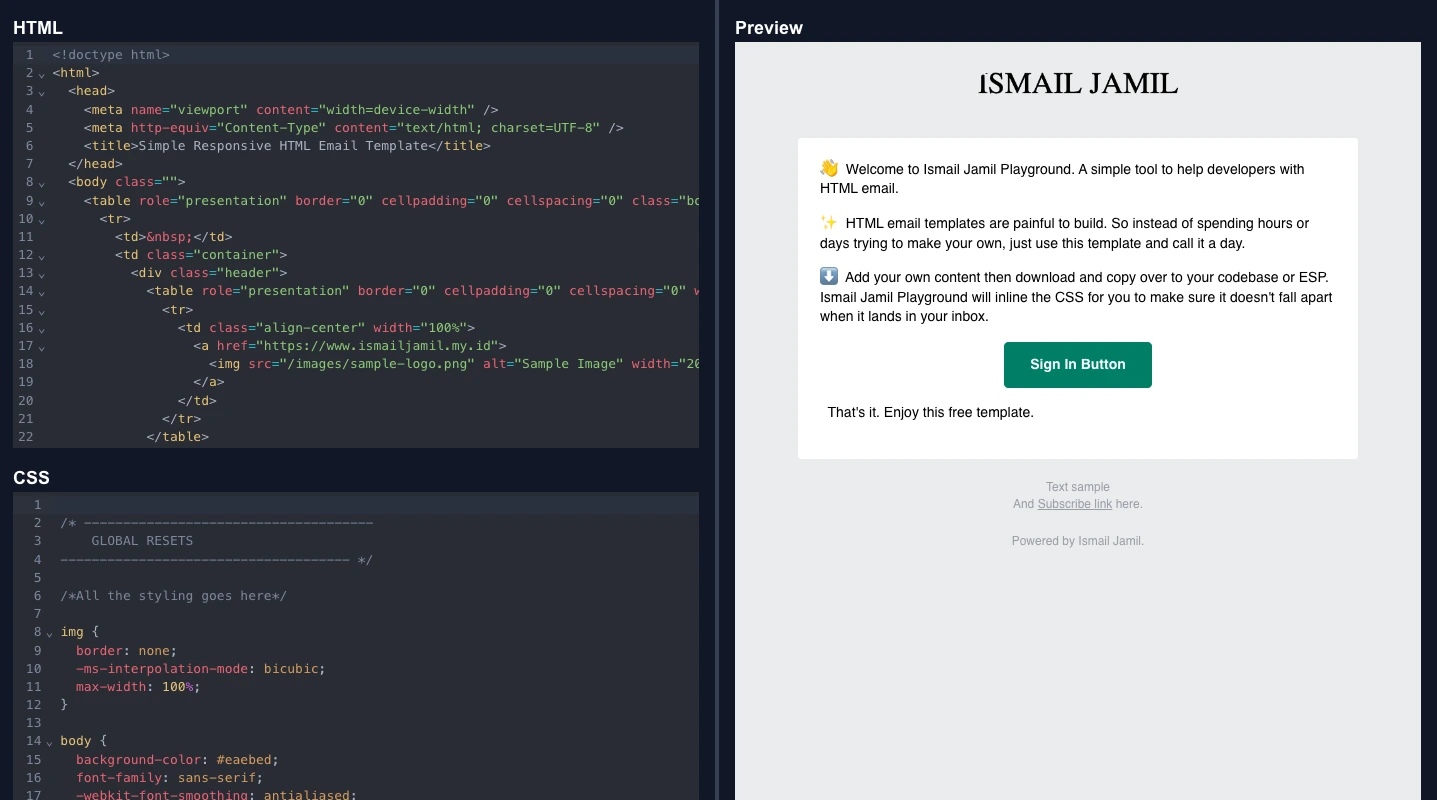 HTML
1 <!doctype html>
2 <html>
3 <head>
4 <meta name="viewport" content="width=device-width" />
5 <meta http-equiv="Content-Type" content="text/html; charset=UTF-8" />
6 <title>Simple Responsive HTML Email Template</title>
7 </head>
8 <body class="">
9 <table role="presentation" border="0" cellpadding="0" cellspacing="0" class="bo
10 <tr>
11 <td>&nbsp;</td>
12 <td class="container">
13 <div class="header">
14 <table role="presentation" border="0" cellpadding="0" cellspacing="0" w
15 <tr>
16 <td class="align-center" width="100%">
17 <a href="https://www.ismailjamil.my.id">
18 <img src="/images/sample-logo.png" alt="Sample Image" width="20
19 </a>
20 </td>
21 </tr>
22 </table>
CSS
1
2 /* -------------------------------------
3 GLOBAL RESETS
4 ------------------------------------- */
5
6 /*All the styling goes here*/
7
8 img {
9 border: none;
10 -ms-interpolation-mode: bicubic;
11 max-width: 100%;
12 }
13
14 body {
15 background-color: #eaebed;
16 font-family: sans-serif;
17 -webkit-font-smoothing: antialiased;
Preview
ISMAIL JAMIL
👋 Welcome to Ismail Jamil Playground. A simple tool to help developers with
HTML email.
✨ HTML email templates are painful to build. So instead of spending hours or
days trying to make your own, just use this template and call it a day.
⬇️ Add your own content then download and copy over to your codebase or ESP.
Ismail Jamil Playground will inline the CSS for you to make sure it doesn't fall apart
when it lands in your inbox.
Sign In Button
That's it. Enjoy this free template.
Text sample
And Subscribe link here.
Powered by Ismail Jamil.